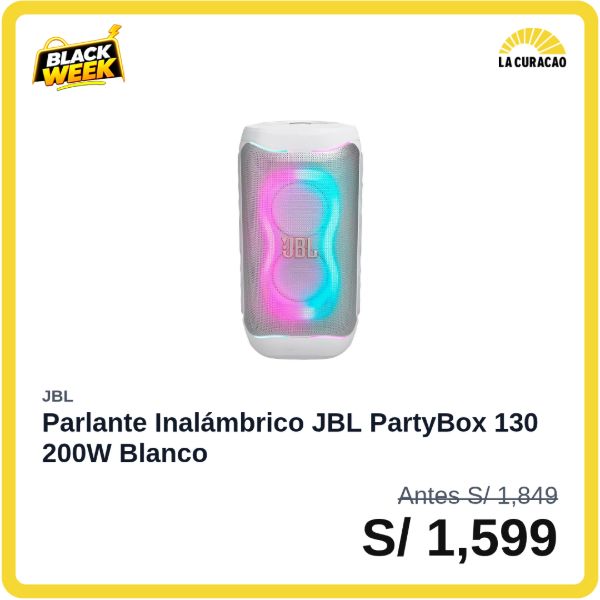 BLACK
WEEK
LA CURACAO
JBL
JBL
Parlante Inalámbrico JBL PartyBox 130
200W Blanco
Antes S/ 1,849
S/ 1,599